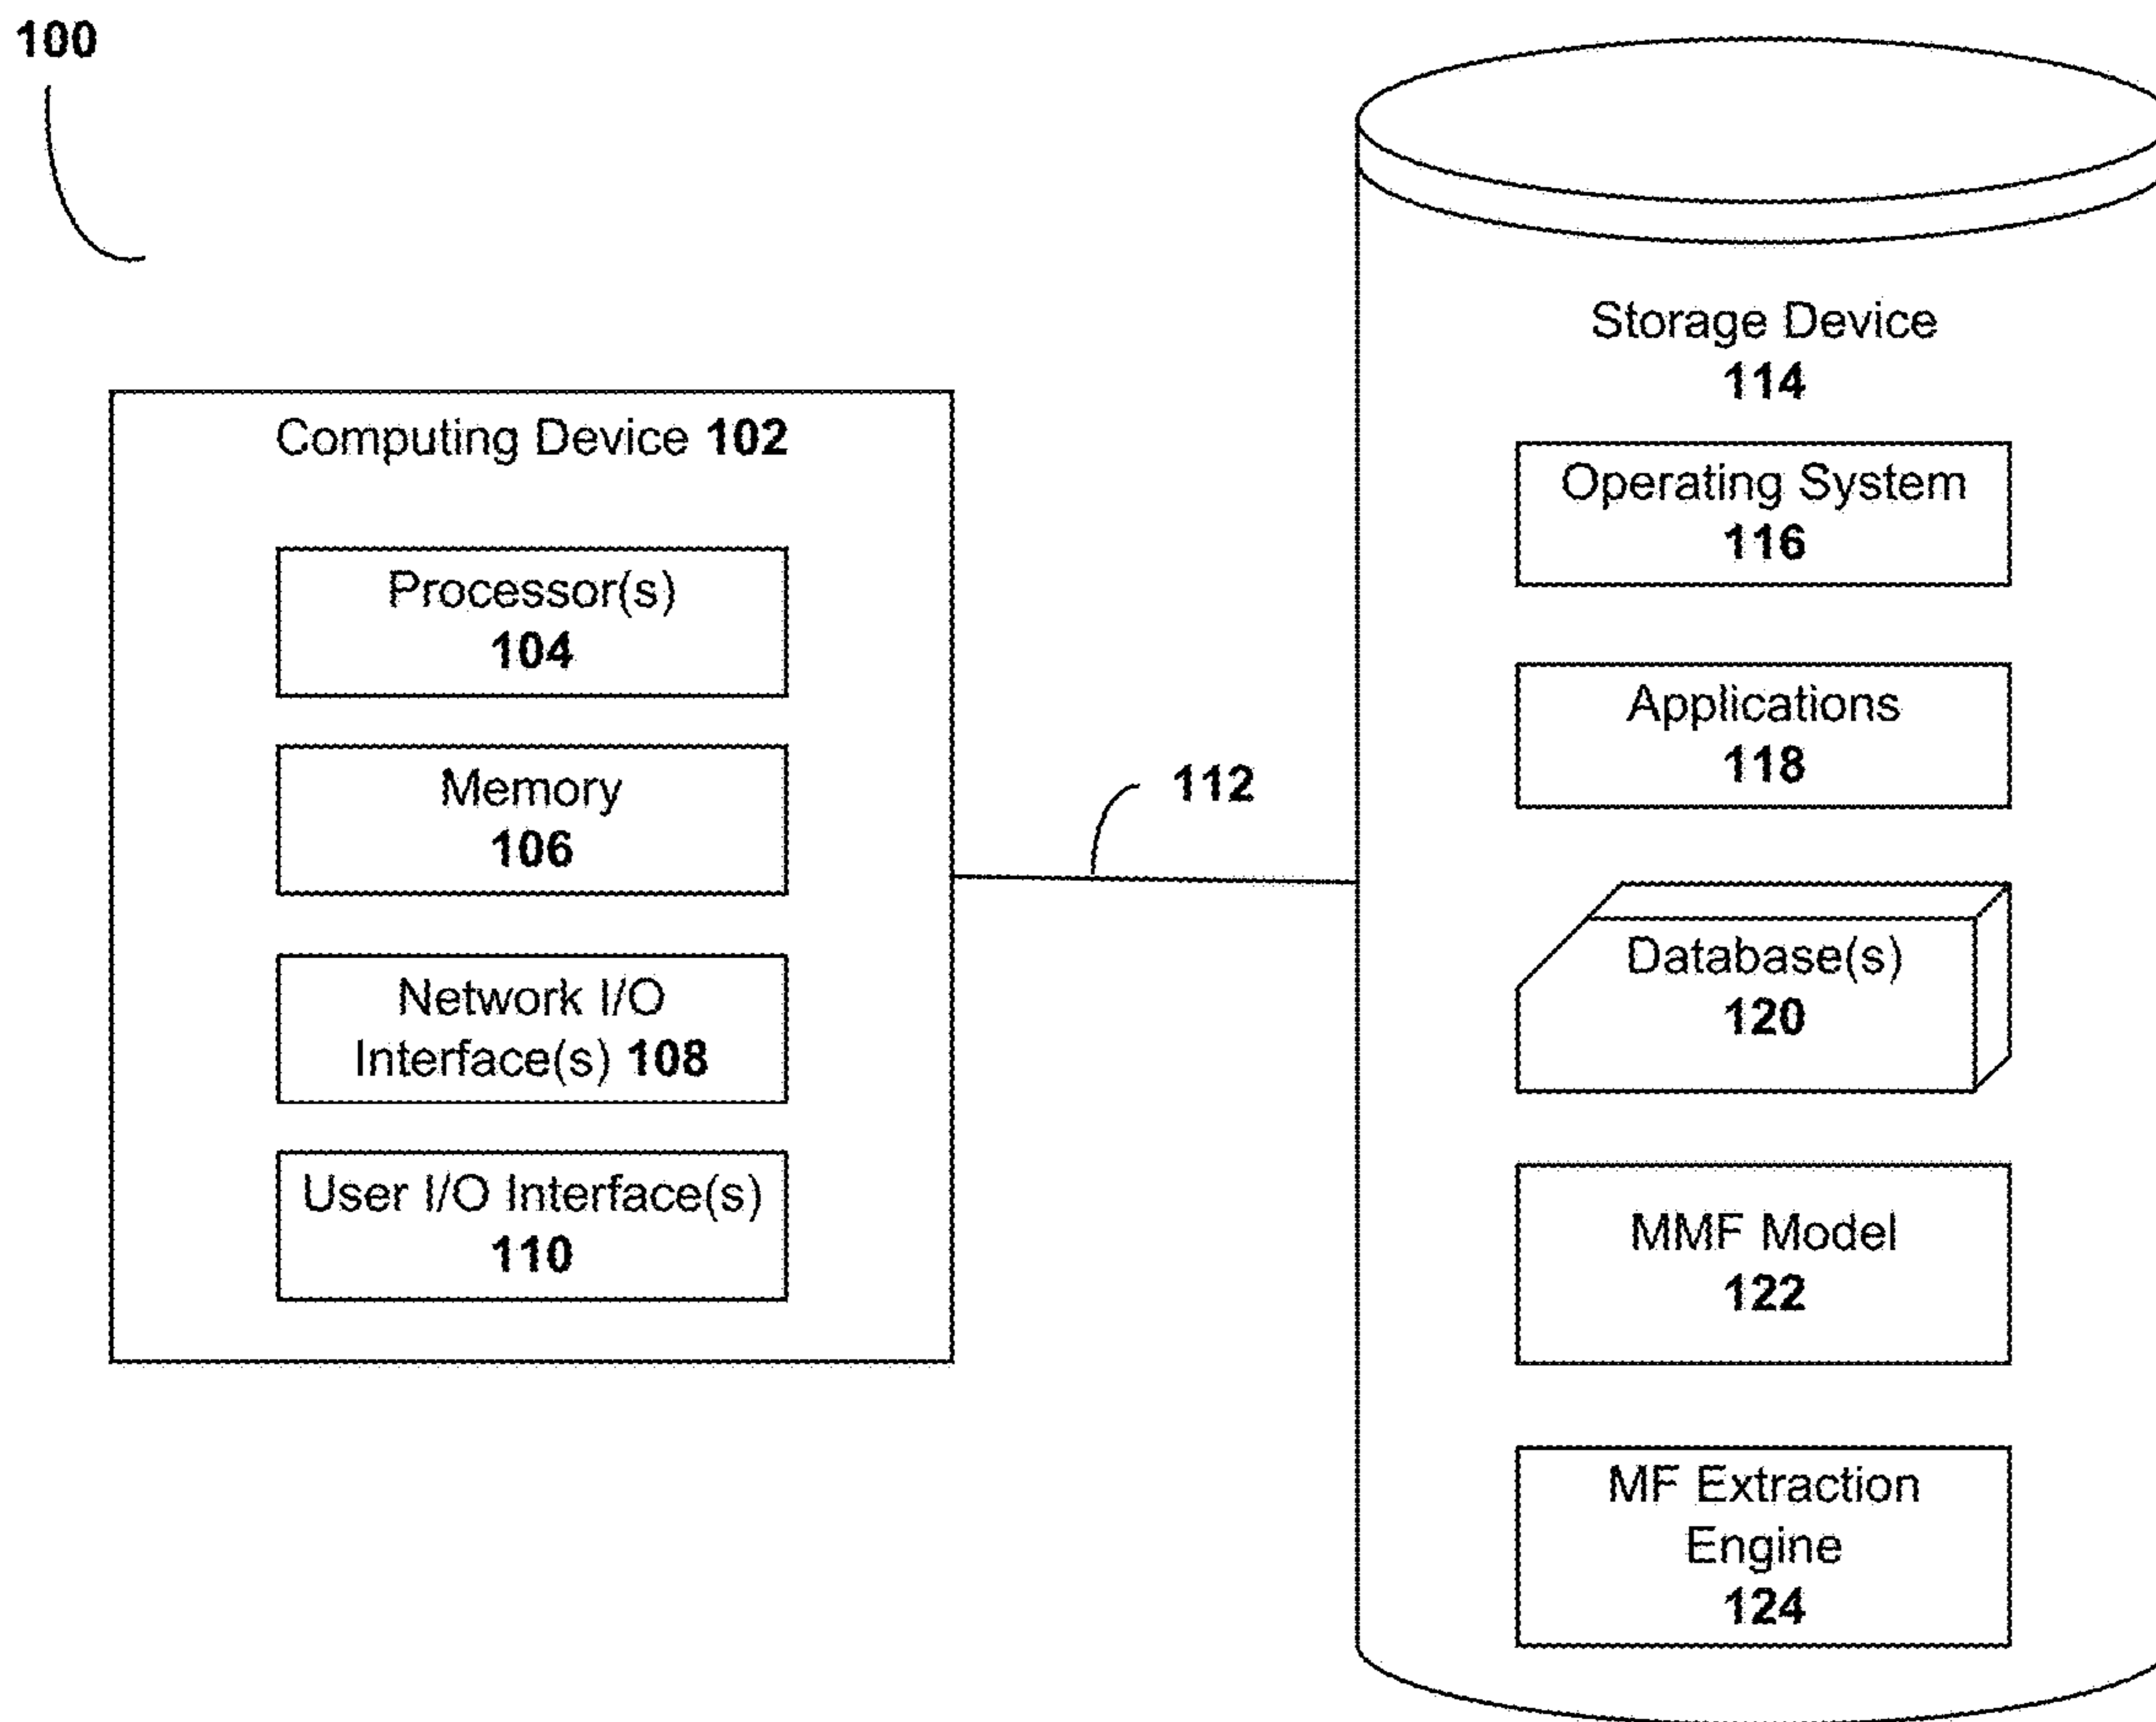 100
Computing Device 102
Processor(s)
104
Memory
106
Network I/O
Interface(s) 108
User I/O Interface(s)
110
112
Storage Device
114
Operating System
116
Applications
118
Database(s)
120
MMF Model
122
MF Extraction
Engine
124